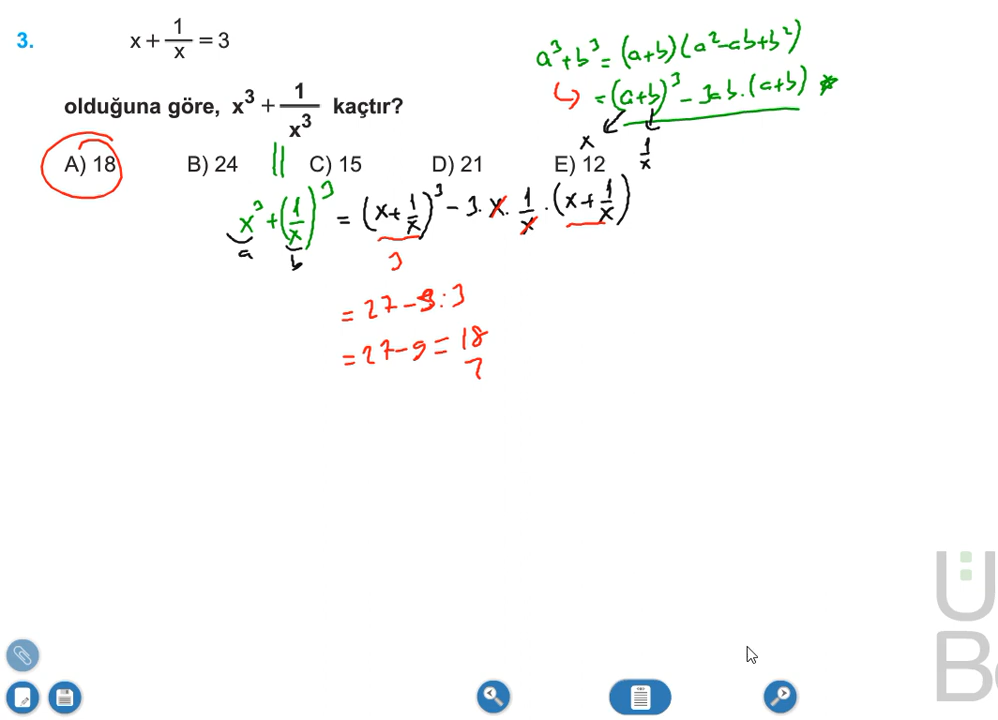 3. x + 1/x = 3
olduğuna göre, x³ + 1/x³ kaçtır?
A) 18 B) 24 C) 15 D) 21 E) 12
a³+b³ = (a+b)(a²-ab+b²)
= (a+b)³ - 3ab.(a+b) *
x 1/x
x³ + (1/x)³ = (x+1/x)³ - 3.x.1/x.(x+1/x)
a b 3
= 27-3.3
= 27-9 = 18